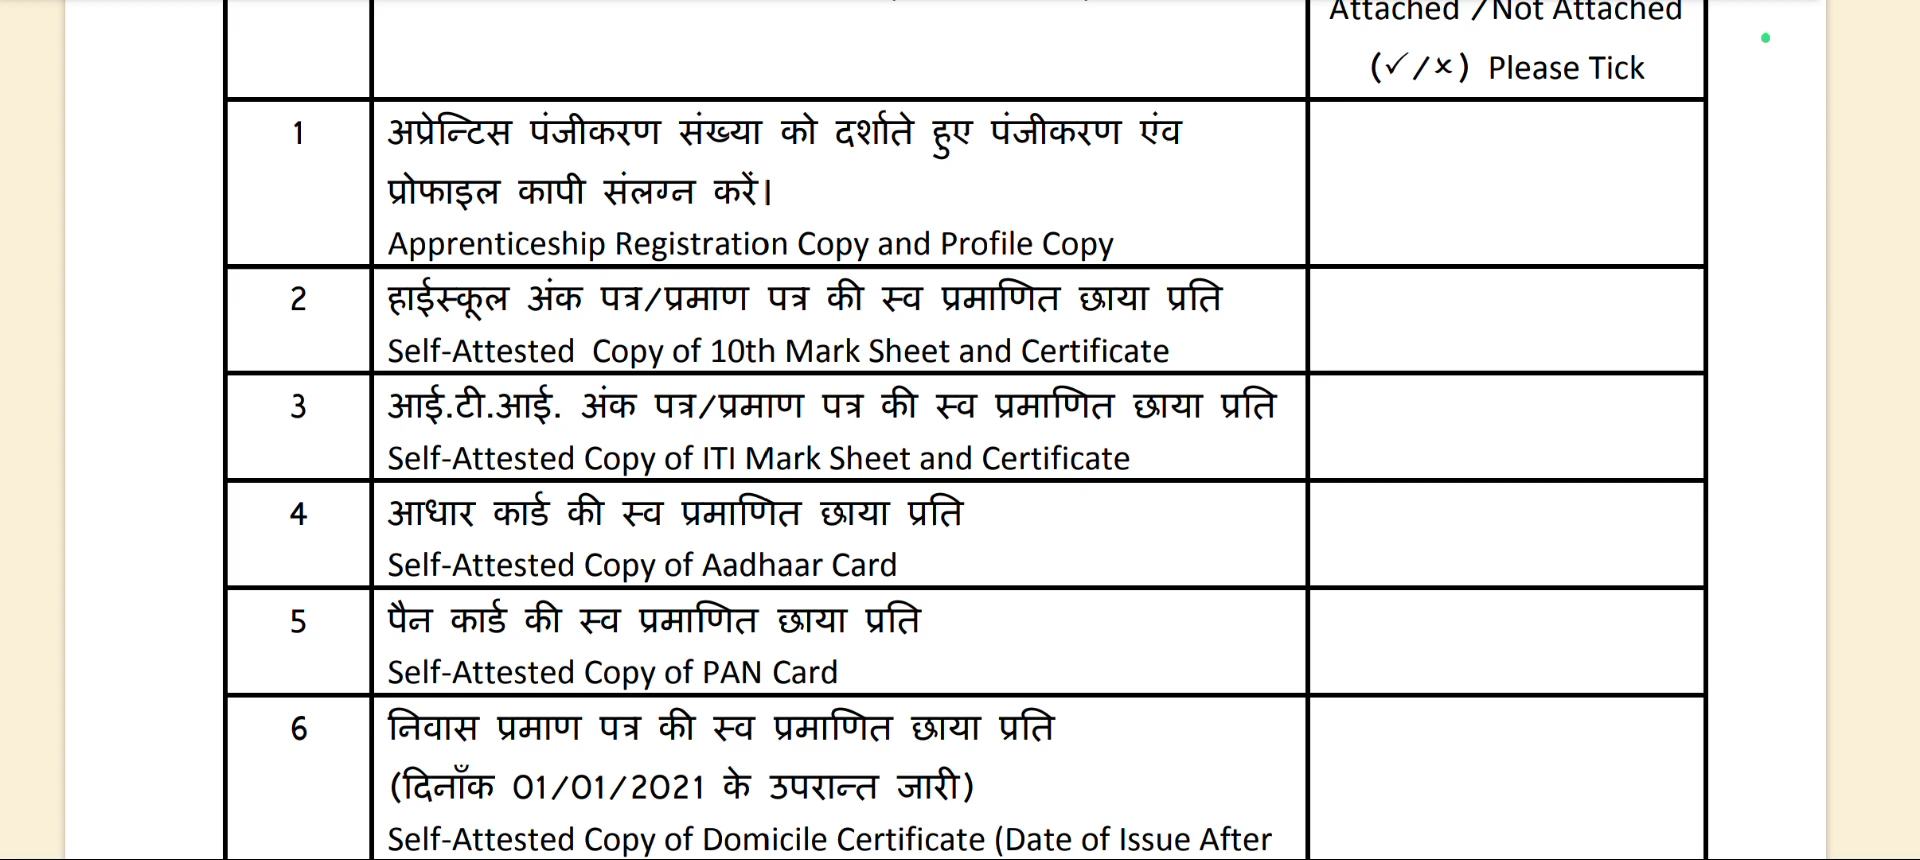 Attached /Not Attached
(✓/×) Please Tick
1
अप्रेन्टिस पंजीकरण संख्या को दर्शाते हुए पंजीकरण एंव
प्रोफाइल कापी संलग्न करें।
Apprenticeship Registration Copy and Profile Copy
2
हाईस्कूल अंक पत्र/प्रमाण पत्र की स्व प्रमाणित छाया प्रति
Self-Attested Copy of 10th Mark Sheet and Certificate
3
आई.टी.आई. अंक पत्र/प्रमाण पत्र की स्व प्रमाणित छाया प्रति
Self-Attested Copy of ITI Mark Sheet and Certificate
4
आधार कार्ड की स्व प्रमाणित छाया प्रति
Self-Attested Copy of Aadhaar Card
5
पैन कार्ड की स्व प्रमाणित छाया प्रति
Self-Attested Copy of PAN Card
6
निवास प्रमाण पत्र की स्व प्रमाणित छाया प्रति
(दिनाँक 01/01/2021 के उपरान्त जारी)
Self-Attested Copy of Domicile Certificate (Date of Issue After